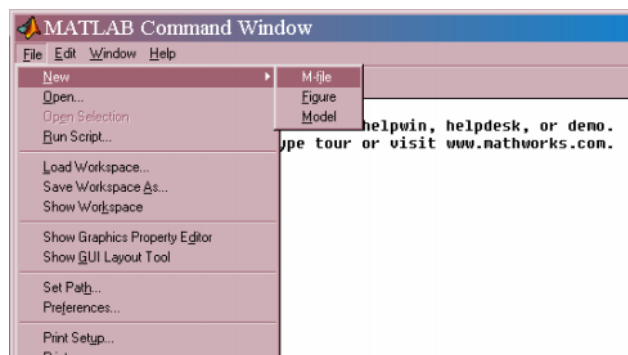 MATLAB Command Window
File Edit Window Help
New
M-file
Open...
Figure
Open Selection
Model
Run Script...
helpwin, helpdesk, or demo.
ype tour or visit www.mathworks.com.
Load Workspace...
Save Workspace As...
Show Workspace
Show Graphics Property Editor
Show GUI Layout Tool
Set Path...
Preferences...
Print Setup...